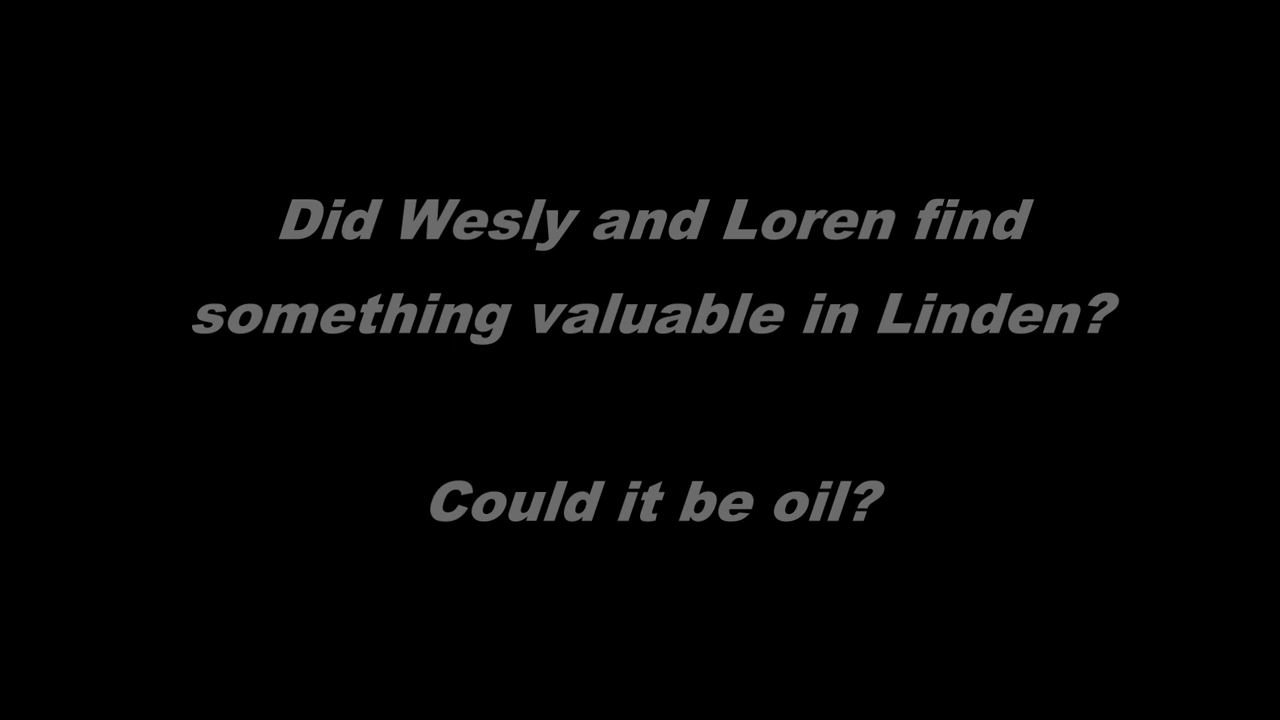 Did Wesly and Loren find
something valuable in Linden?
Could it be oil?